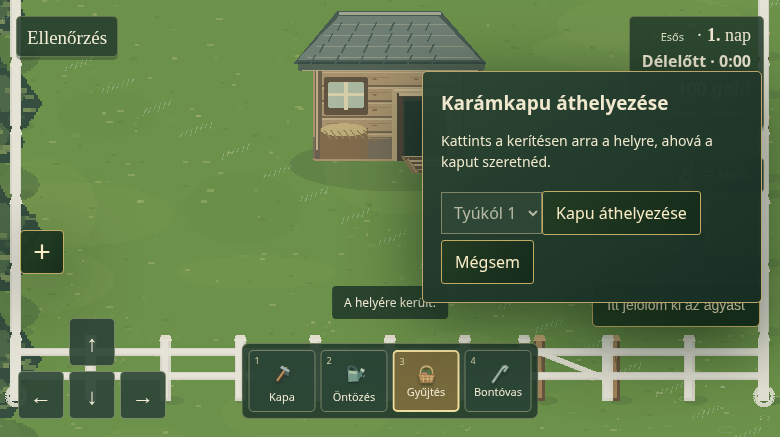 Ellenőrzés
Esős · 1. nap
Délelőtt · 0:00
Karámkapu áthelyezése
Kattints a kerítésen arra a helyre, ahová a
kaput szeretnéd.
Tyúkól 1
Kapu áthelyezése
Mégsem
+
A helyére került.
Itt jelölöm ki az ágyást
↑
← ↓ →
1 2 3 4
Kapa Öntözés Gyűjtés Bontóvas